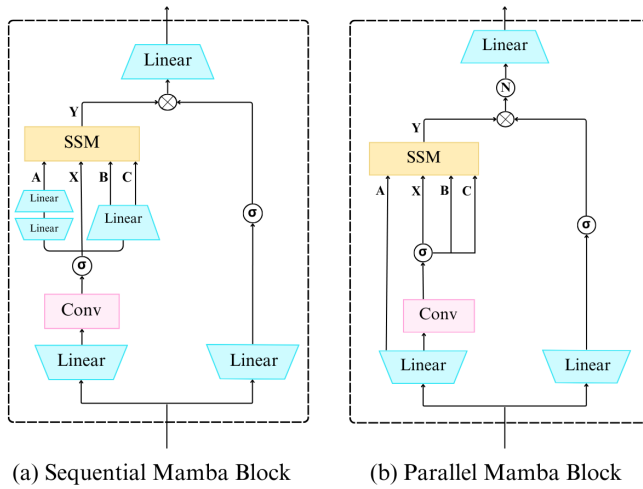 Linear
Y
SSM
A X B C
Linear
Linear
Linear
σ
σ
Conv
Linear
Linear
(a) Sequential Mamba Block
Linear
N
Y
SSM
A X B C
σ
σ
Conv
Linear
Linear
(b) Parallel Mamba Block